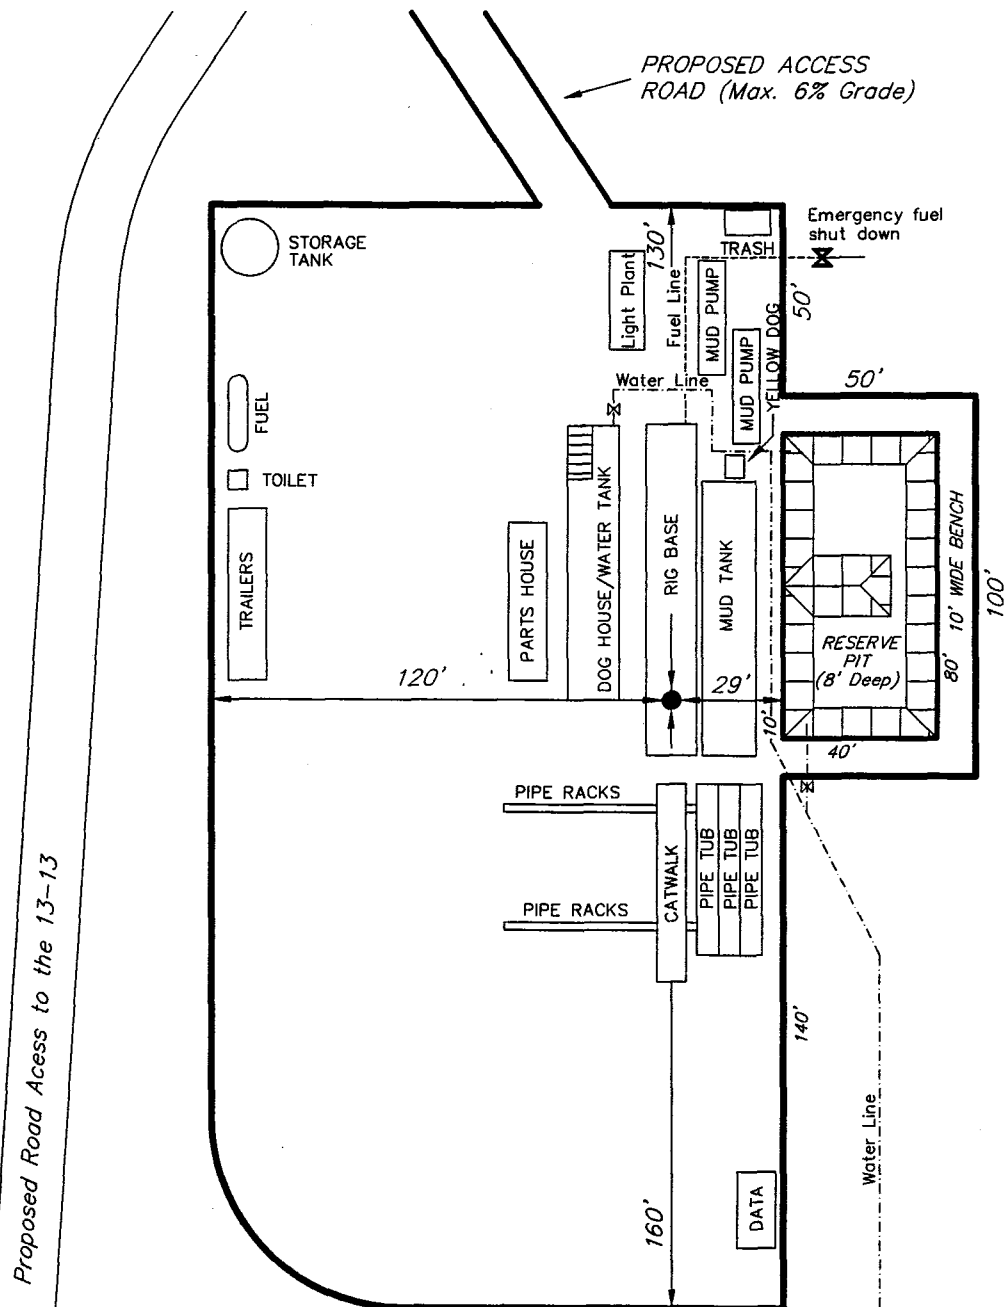 PROPOSED ACCESS
ROAD (Max. 6% Grade)
Emergency fuel
shut down
STORAGE
TANK
TRASH
130'
Light Plant
Fuel Line
MUD PUMP
MUD PUMP
YELLOW DOG
50'
50'
Water Line
FUEL
TOILET
TRAILERS
PARTS HOUSE
DOG HOUSE/WATER TANK
RIG BASE
MUD TANK
RESERVE
PIT
(8' Deep)
80'
10' WIDE BENCH
100'
120'
29'
10'
40'
PIPE RACKS
PIPE RACKS
CATWALK
PIPE TUB
PIPE TUB
PIPE TUB
140'
Water Line
160'
DATA
Proposed Road Acess to the 13-13